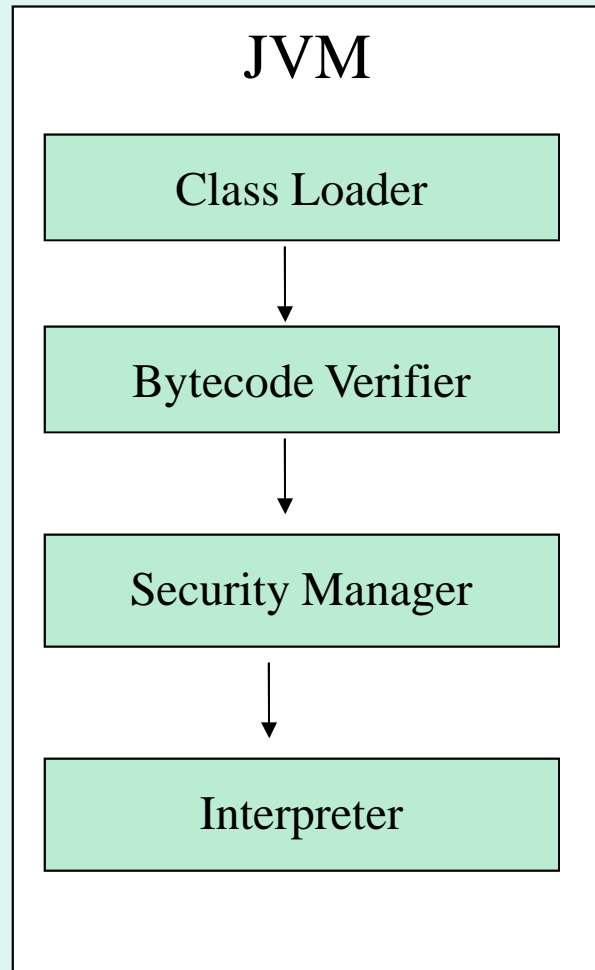 JVM
Class Loader
Bytecode Verifier
Security Manager
Interpreter